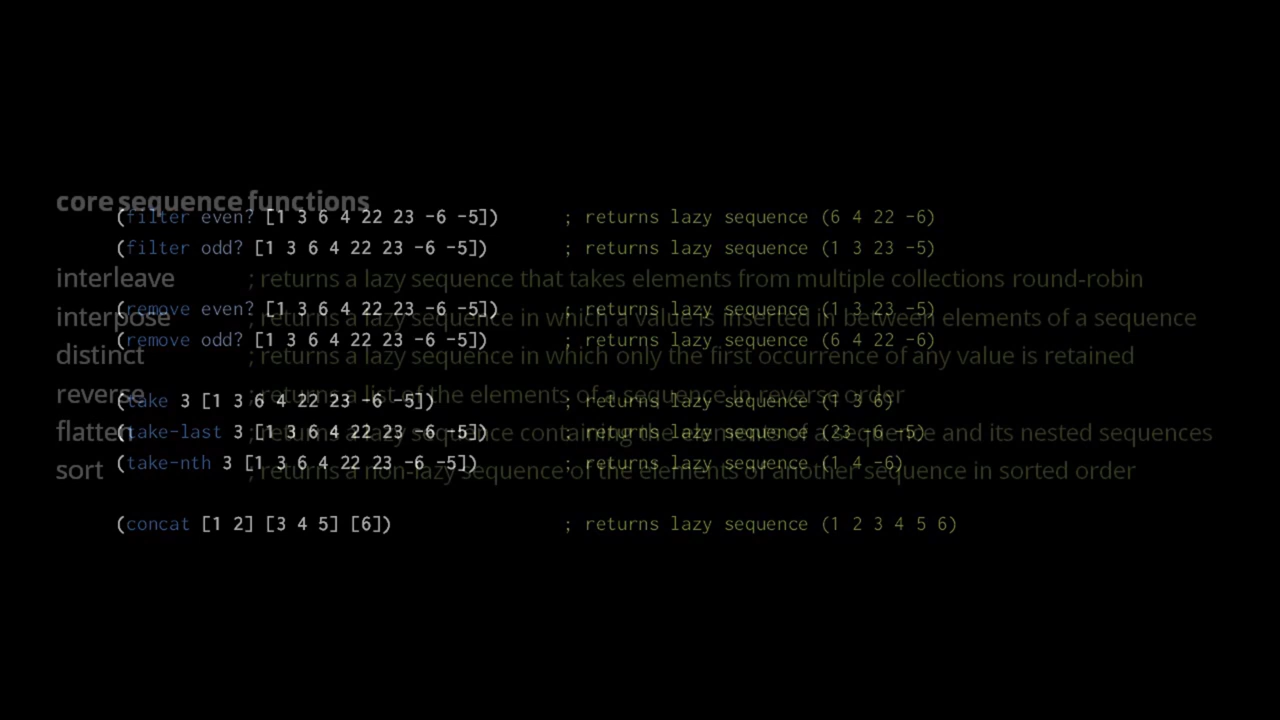 core sequence functions
(filter even? [1 3 6 4 22 23 -6 -5]) ; returns lazy sequence (6 4 22 -6)
(filter odd? [1 3 6 4 22 23 -6 -5]) ; returns lazy sequence (1 3 23 -5)
interleave ; returns a lazy sequence that takes elements from multiple collections round-robin
(remove even? [1 3 6 4 22 23 -6 -5]) ; returns lazy sequence (1 3 23 -5)
interpose ; returns a lazy sequence in which a value is inserted in between elements of a sequence
(remove odd? [1 3 6 4 22 23 -6 -5]) ; returns lazy sequence (6 4 22 -6)
distinct ; returns a lazy sequence in which only the first occurrence of any value is retained
reverse ; returns a list of the elements of a sequence in reverse order
(take 3 [1 3 6 4 22 23 -6 -5]) ; returns lazy sequence (1 3 6)
flatten ; returns a lazy sequence containing the elements of a sequence and its nested sequences
(take-last 3 [1 3 6 4 22 23 -6 -5]) ; returns lazy sequence (23 -6 -5)
(take-nth 3 [1 3 6 4 22 23 -6 -5]) ; returns lazy sequence (1 4 -6)
sort ; returns a non-lazy sequence of the elements of another sequence in sorted order
(concat [1 2] [3 4 5] [6]) ; returns lazy sequence (1 2 3 4 5 6)